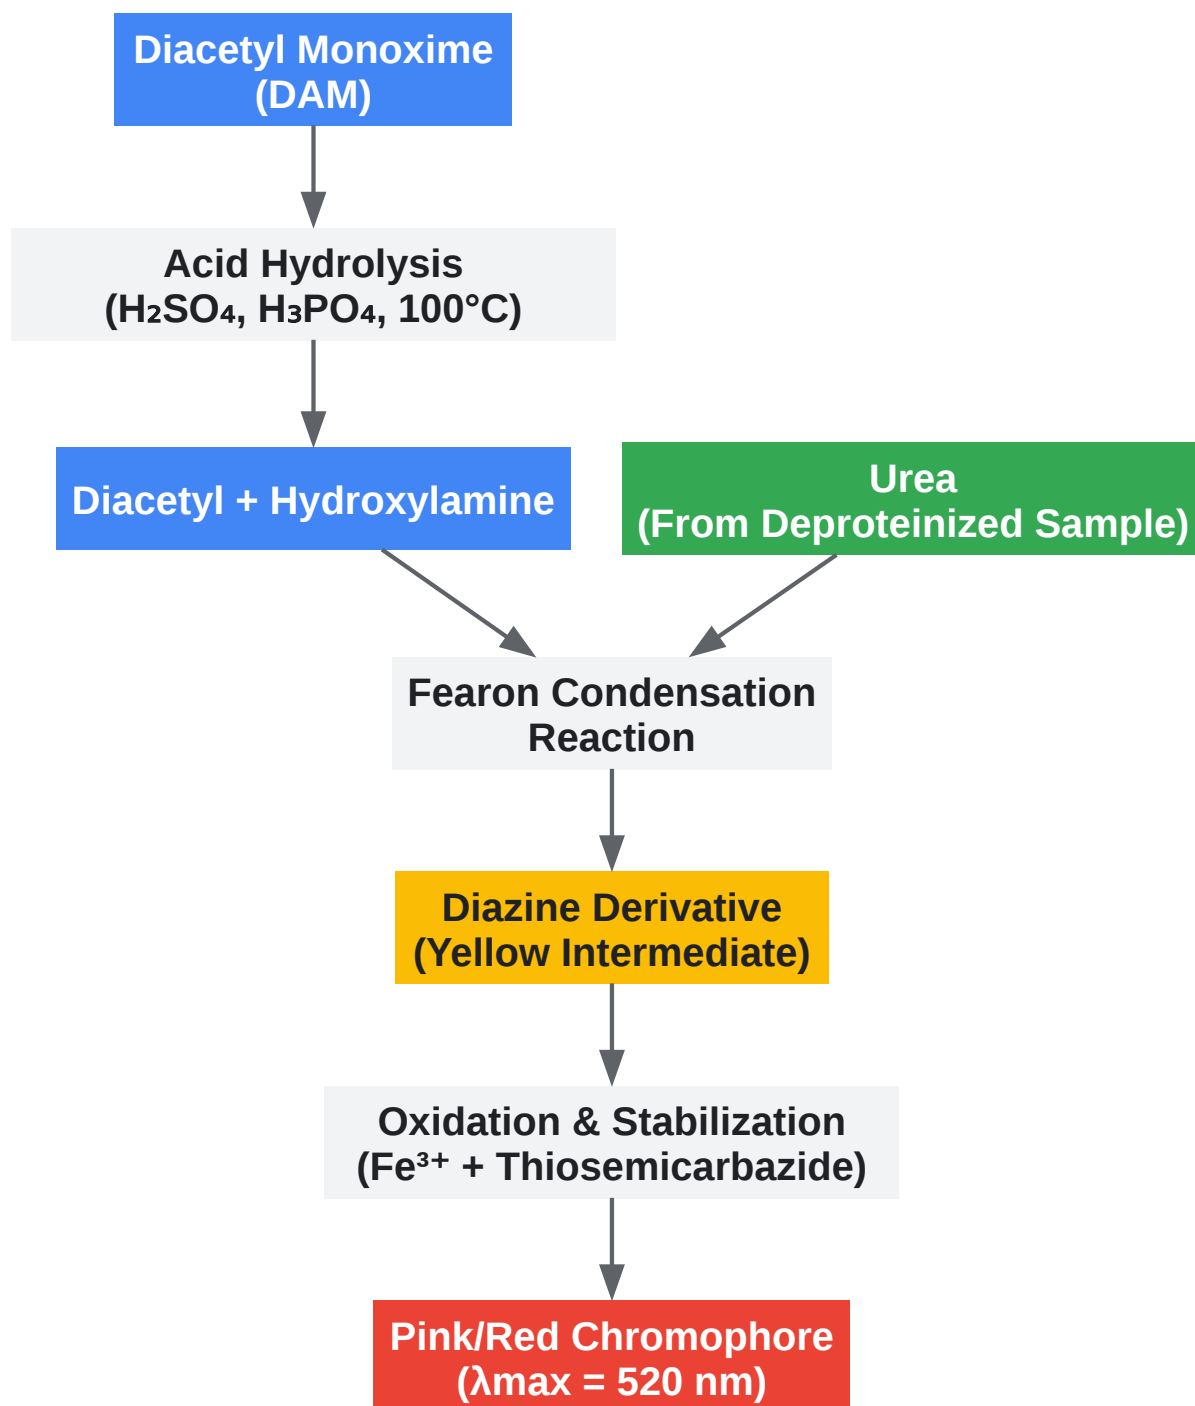 Diacetyl Monoxime
(DAM)
Acid Hydrolysis
(H₂SO₄, H₃PO₄, 100°C)
Diacetyl + Hydroxylamine
Urea
(From Deproteinized Sample)
Fearon Condensation
Reaction
Diazine Derivative
(Yellow Intermediate)
Oxidation & Stabilization
(Fe³⁺ + Thiosemicarbazide)
Pink/Red Chromophore
(λmax = 520 nm)